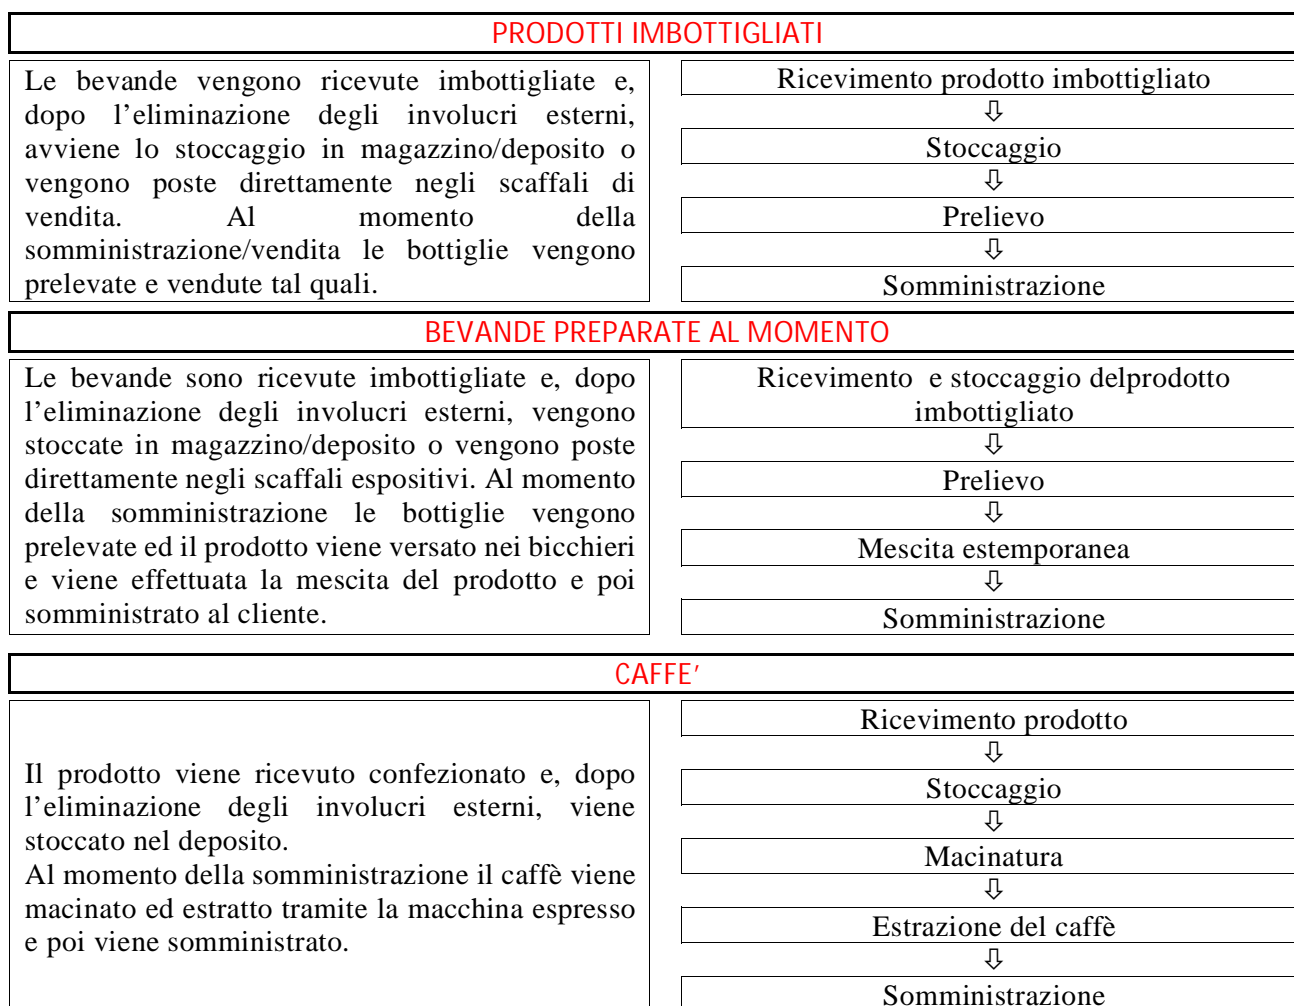 PRODOTTI IMBOTTIGLIATI
Le bevande vengono ricevute imbottigliate e,
dopo l'eliminazione degli involucri esterni,
avviene lo stoccaggio in magazzino/deposito o
vengono poste direttamente negli scaffali di
vendita. Al momento della
somministrazione/vendita le bottiglie vengono
prelevate e vendute tal quali.
Ricevimento prodotto imbottigliato
⇩
Stoccaggio
⇩
Prelievo
⇩
Somministrazione
BEVANDE PREPARATE AL MOMENTO
Le bevande sono ricevute imbottigliate e, dopo
l'eliminazione degli involucri esterni, vengono
stoccate in magazzino/deposito o vengono poste
direttamente negli scaffali espositivi. Al momento
della somministrazione le bottiglie vengono
prelevate ed il prodotto viene versato nei bicchieri
e viene effettuata la mescita del prodotto e poi
somministrato al cliente.
Ricevimento e stoccaggio delprodotto
imbottigliato
⇩
Prelievo
⇩
Mescita estemporanea
⇩
Somministrazione
CAFFE'
Il prodotto viene ricevuto confezionato e, dopo
l'eliminazione degli involucri esterni, viene
stoccato nel deposito.
Al momento della somministrazione il caffè viene
macinato ed estratto tramite la macchina espresso
e poi viene somministrato.
Ricevimento prodotto
⇩
Stoccaggio
⇩
Macinatura
⇩
Estrazione del caffè
⇩
Somministrazione